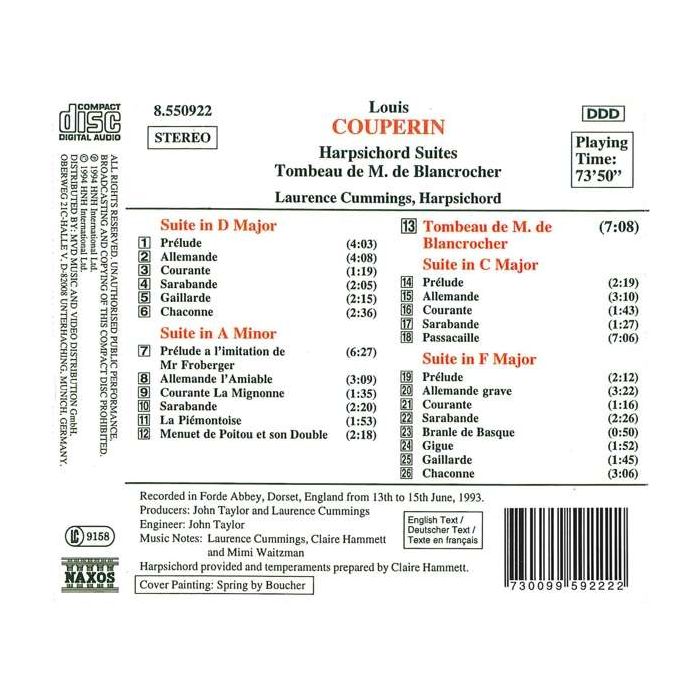 COMPACT
disc
DIGITAL AUDIO
8.550922
STEREO
Louis
COUPERIN
Harpsichord Suites
Tombeau de M. de Blancrocher
Laurence Cummings, Harpsichord
DDD
Playing
Time:
73’50”
Suite in D Major
1 Prélude (4:03)
2 Allemande (4:08)
3 Courante (1:19)
4 Sarabande (2:05)
5 Gaillarde (2:15)
6 Chaconne (2:36)
Suite in A Minor
7 Prélude a l’imitation de (6:27)
Mr Froberger
8 Allemande l’Amiable (3:09)
9 Courante La Mignonne (1:35)
10 Sarabande (2:20)
11 La Piémontoise (1:53)
12 Menuet de Poitou et son Double (2:18)
13 Tombeau de M. de (7:08)
Blancrocher
Suite in C Major
14 Prélude (2:19)
15 Allemande (3:10)
16 Courante (1:43)
17 Sarabande (1:27)
18 Passacaille (7:06)
Suite in F Major
19 Prélude (2:12)
20 Allemande grave (3:22)
21 Courante (1:16)
22 Sarabande (2:26)
23 Branle de Basque (0:50)
24 Gigue (1:52)
25 Gaillarde (1:45)
26 Chaconne (3:06)
Recorded in Forde Abbey, Dorset, England from 13th to 15th June, 1993.
Producers: John Taylor and Laurence Cummings
Engineer: John Taylor
Music Notes: Laurence Cummings, Claire Hammett
and Mimi Waitzman
Harpsichord provided and temperaments prepared by Claire Hammett.
Cover Painting: Spring by Boucher
English Text /
Deutscher Text /
Texte en français
7 30099 59222 2
LC 9158
NAXOS
ALL RIGHTS RESERVED. UNAUTHORISED PUBLIC PERFORMANCE,
BROADCASTING AND COPYING OF THIS COMPACT DISC PROHIBITED.
℗ 1994 HNH International Ltd.
© 1994 HNH International Ltd.
DISTRIBUTED BY: MVD MUSIC AND VIDEO DISTRIBUTION GmbH,
OBERWEG 21C-HALLE V, D-82008 UNTERHACHING, MUNICH, GERMANY.